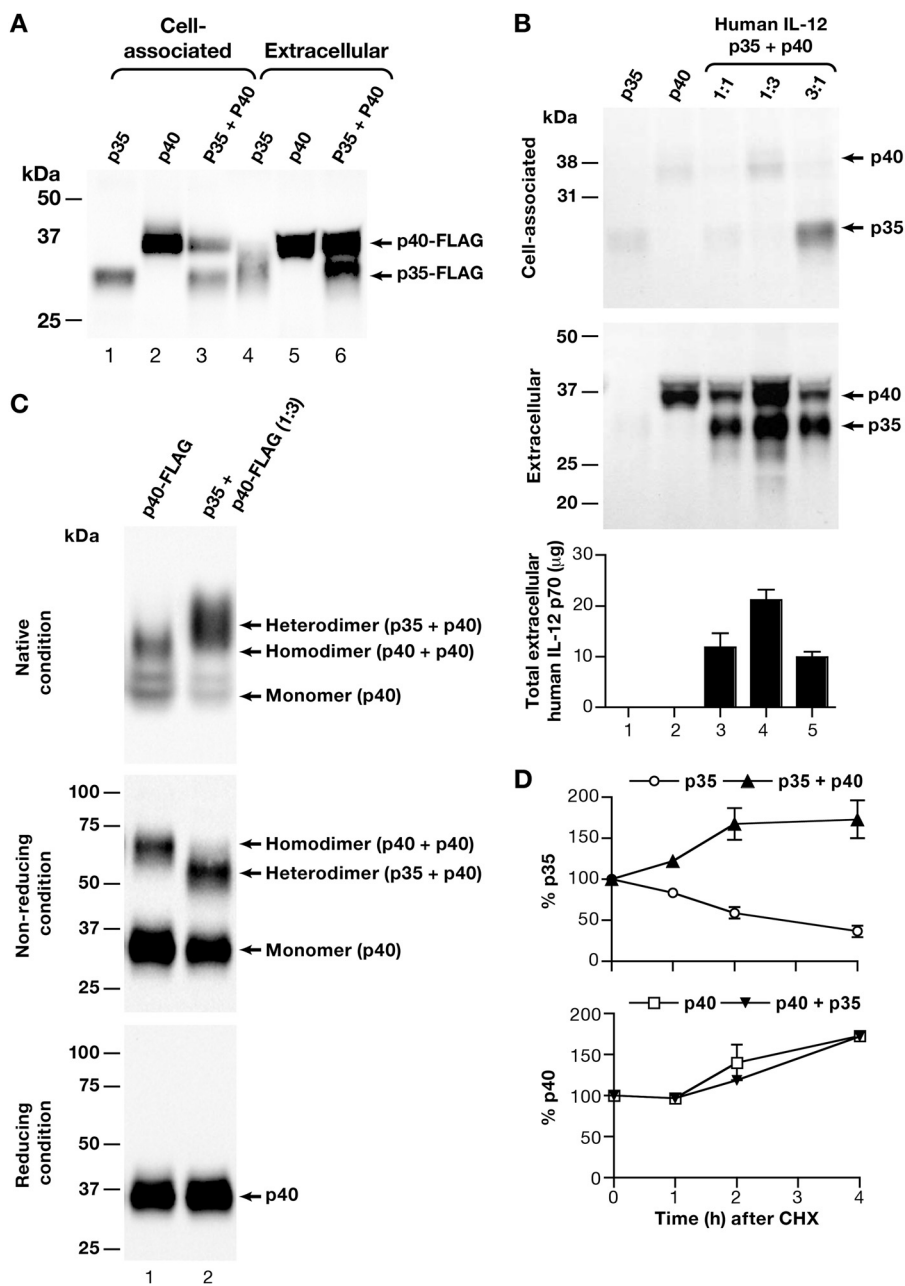 A
Cell-
associated
Extracellular
p35
p40
P35 + P40
p35
p40
P35 + P40
kDa
50
37
25
p40-FLAG
p35-FLAG
1 2 3 4 5 6
B
Human IL-12
p35 + p40
p35
p40
1:1
1:3
3:1
kDa
38
31
p40
p35
Cell-associated
50
37
25
20
p40
p35
Extracellular
Total extracellular
human IL-12 p70 (μg)
30
20
10
0
1 2 3 4 5
C
p40-FLAG
p35 +
p40-FLAG (1:3)
kDa
Native
condition
Heterodimer (p35 + p40)
Homodimer (p40 + p40)
Monomer (p40)
Non-reducing
condition
100
75
50
37
25
Homodimer (p40 + p40)
Heterodimer (p35 + p40)
Monomer (p40)
Reducing
condition
100
75
50
37
25
p40
1 2
D
p35 p35 + p40
% p35
200
150
100
50
0
p40 p40 + p35
% p40
200
150
100
50
0
0 1 2 3 4
Time (h) after CHX